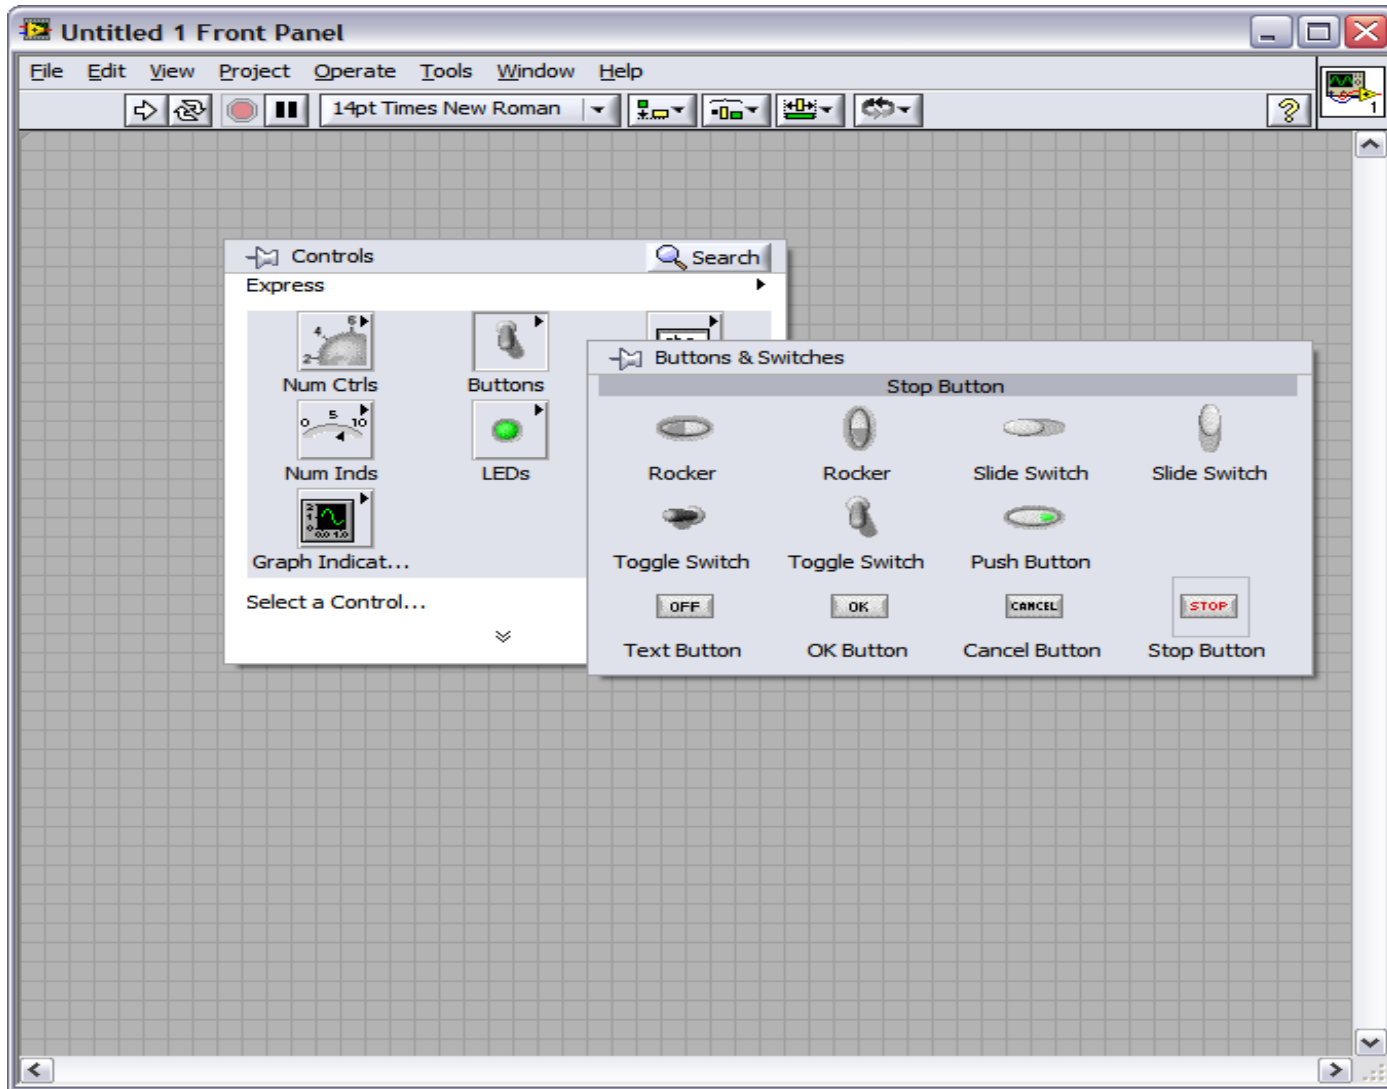 Untitled 1 Front Panel
File Edit View Project Operate Tools Window Help
14pt Times New Roman
1
Controls Search
Express
Num Ctrls Buttons
Num Inds LEDs
Graph Indicat...
Select a Control...
Buttons & Switches
Stop Button
Rocker Rocker Slide Switch Slide Switch
Toggle Switch Toggle Switch Push Button
OFF OK CANCEL STOP
Text Button OK Button Cancel Button Stop Button